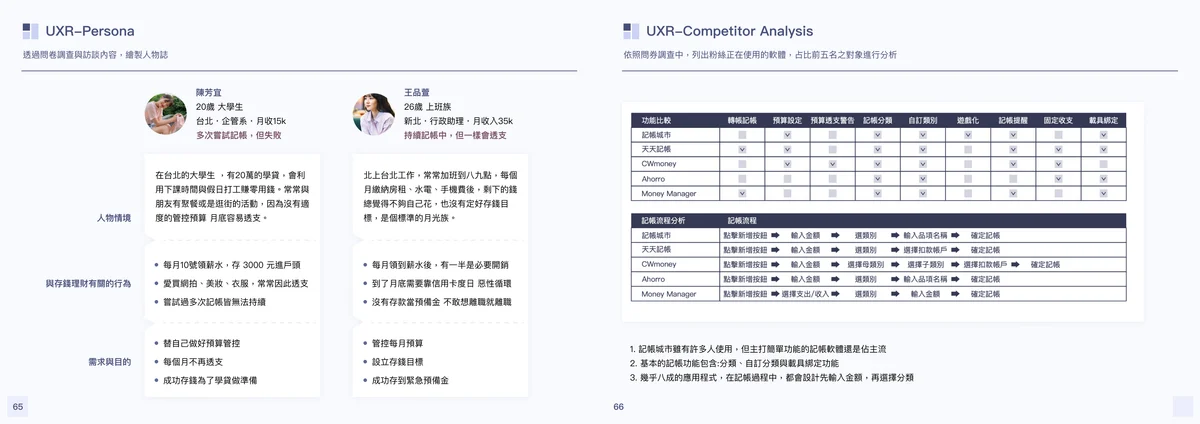 UXR–Persona
透過問卷調查與訪談內容，繪製人物誌
陳芳宜
20歲 大學生
台北．企管系．月收15k
多次嘗試記帳，但失敗
王品萱
26歲 上班族
新北．行政助理．月收入35k
持續記帳中，但一樣會透支
人物情境
在台北的大學生 ，有20萬的學貸，會利
用下課時間與假日打工賺零用錢。常常與
朋友有聚餐或是逛街的活動，因為沒有適
度的管控預算 月底容易透支。
北上台北工作，常常加班到八九點，每個
月繳納房租、水電、手機費後，剩下的錢
總覺得不夠自己花，也沒有定好存錢目
標，是個標準的月光族。
與存錢理財有關的行為
• 每月10號領薪水，存 3000 元進戶頭
• 愛買網拍、美妝、衣服，常常因此透支
• 嘗試過多次記帳皆無法持續
• 每月領到薪水後，有一半是必要開銷
• 到了月底需要靠信用卡度日 惡性循環
• 沒有存款當預備金 不敢想離職就離職
需求與目的
• 替自己做好預算管控
• 每個月不再透支
• 成功存錢為了學貸做準備
• 管控每月預算
• 設立存錢目標
• 成功存到緊急預備金
65
UXR–Competitor Analysis
依照問券調查中，列出粉絲正在使用的軟體，占比前五名之對象進行分析
功能比較 轉帳記帳 預算設定 預算透支警告 記帳分類 自訂類別 遊戲化 記帳提醒 固定收支 載具綁定
記帳城市
天天記帳
CWmoney
Ahorro
Money Manager
記帳流程分析 記帳流程
記帳城市 點擊新增按鈕 ➡ 輸入金額 ➡ 選類別 ➡ 輸入品項名稱 ➡ 確定記帳
天天記帳 點擊新增按鈕 ➡ 輸入金額 ➡ 選類別 ➡ 選擇扣款帳戶 ➡ 確定記帳
CWmoney 點擊新增按鈕 ➡ 輸入金額 ➡ 選擇母類別 ➡ 選擇子類別 ➡ 選擇扣款帳戶 ➡ 確定記帳
Ahorro 點擊新增按鈕 ➡ 輸入金額 ➡ 選類別 ➡ 輸入品項名稱 ➡ 確定記帳
Money Manager 點擊新增按鈕 ➡ 選擇支出/收入 ➡ 選類別 ➡ 輸入金額 ➡ 確定記帳
1. 記帳城市雖有許多人使用，但主打簡單功能的記帳軟體還是佔主流
2. 基本的記帳功能包含:分類、自訂分類與載具綁定功能
3. 幾乎八成的應用程式，在記帳過程中，都會設計先輸入金額，再選擇分類
66